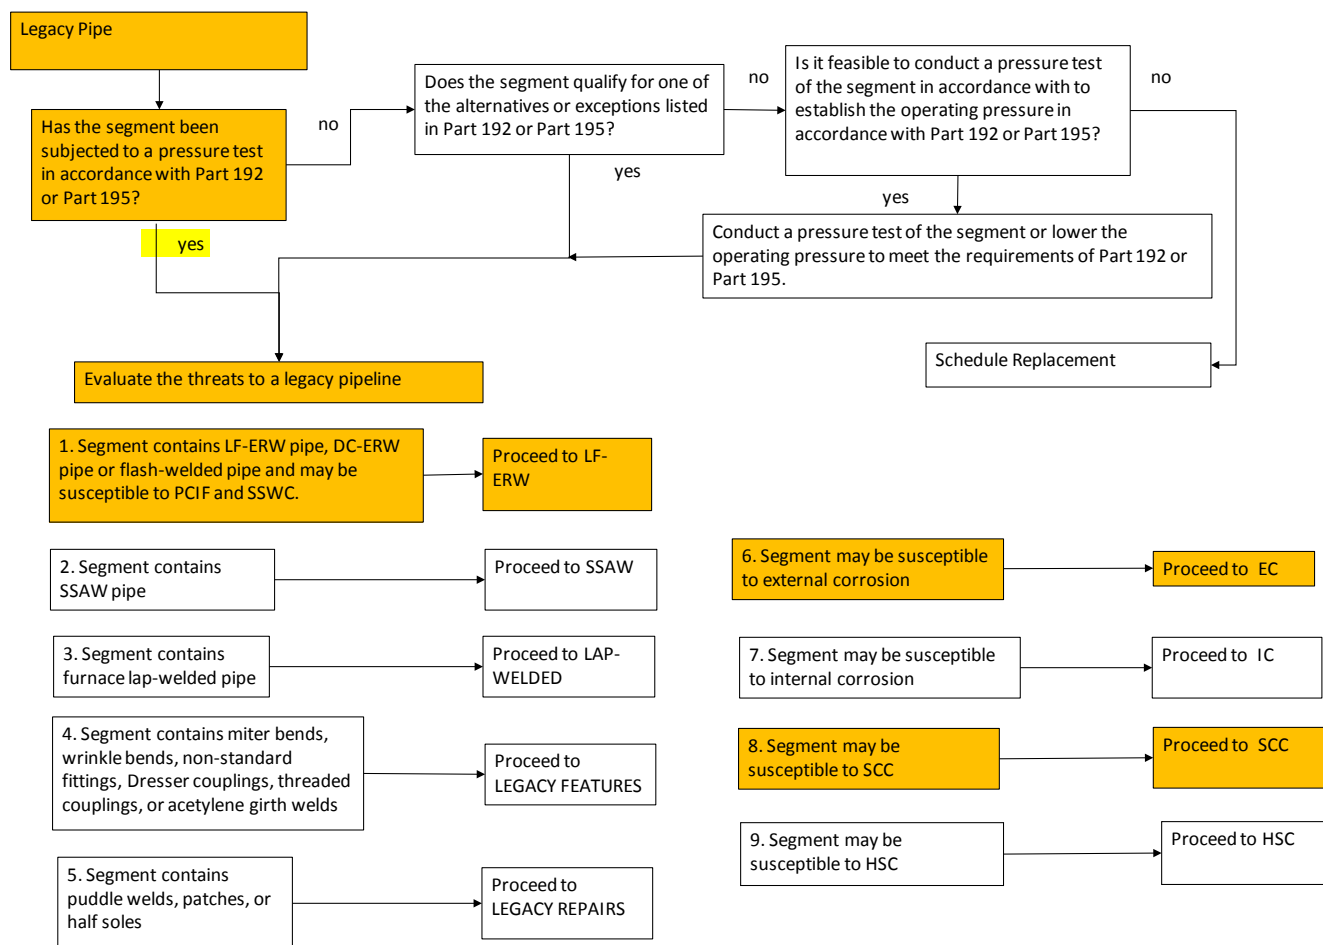 Legacy Pipe
Has the segment been
subjected to a pressure test
in accordance with Part 192
or Part 195?
no
yes
Does the segment qualify for one of
the alternatives or exceptions listed
in Part 192 or Part 195?
no
yes
Is it feasible to conduct a pressure test
of the segment in accordance with to
establish the operating pressure in
accordance with Part 192 or Part 195?
no
yes
Conduct a pressure test of the segment or lower the
operating pressure to meet the requirements of Part 192 or
Part 195.
Schedule Replacement
Evaluate the threats to a legacy pipeline
1. Segment contains LF-ERW pipe, DC-ERW
pipe or flash-welded pipe and may be
susceptible to PCIF and SSWC.
Proceed to LF-
ERW
2. Segment contains
SSAW pipe
Proceed to SSAW
3. Segment contains
furnace lap-welded pipe
Proceed to LAP-
WELDED
4. Segment contains miter bends,
wrinkle bends, non-standard
fittings, Dresser couplings, threaded
couplings, or acetylene girth welds
Proceed to
LEGACY FEATURES
5. Segment contains
puddle welds, patches, or
half soles
Proceed to
LEGACY REPAIRS
6. Segment may be susceptible
to external corrosion
Proceed to EC
7. Segment may be susceptible
to internal corrosion
Proceed to IC
8. Segment may be
susceptible to SCC
Proceed to SCC
9. Segment may be
susceptible to HSC
Proceed to HSC